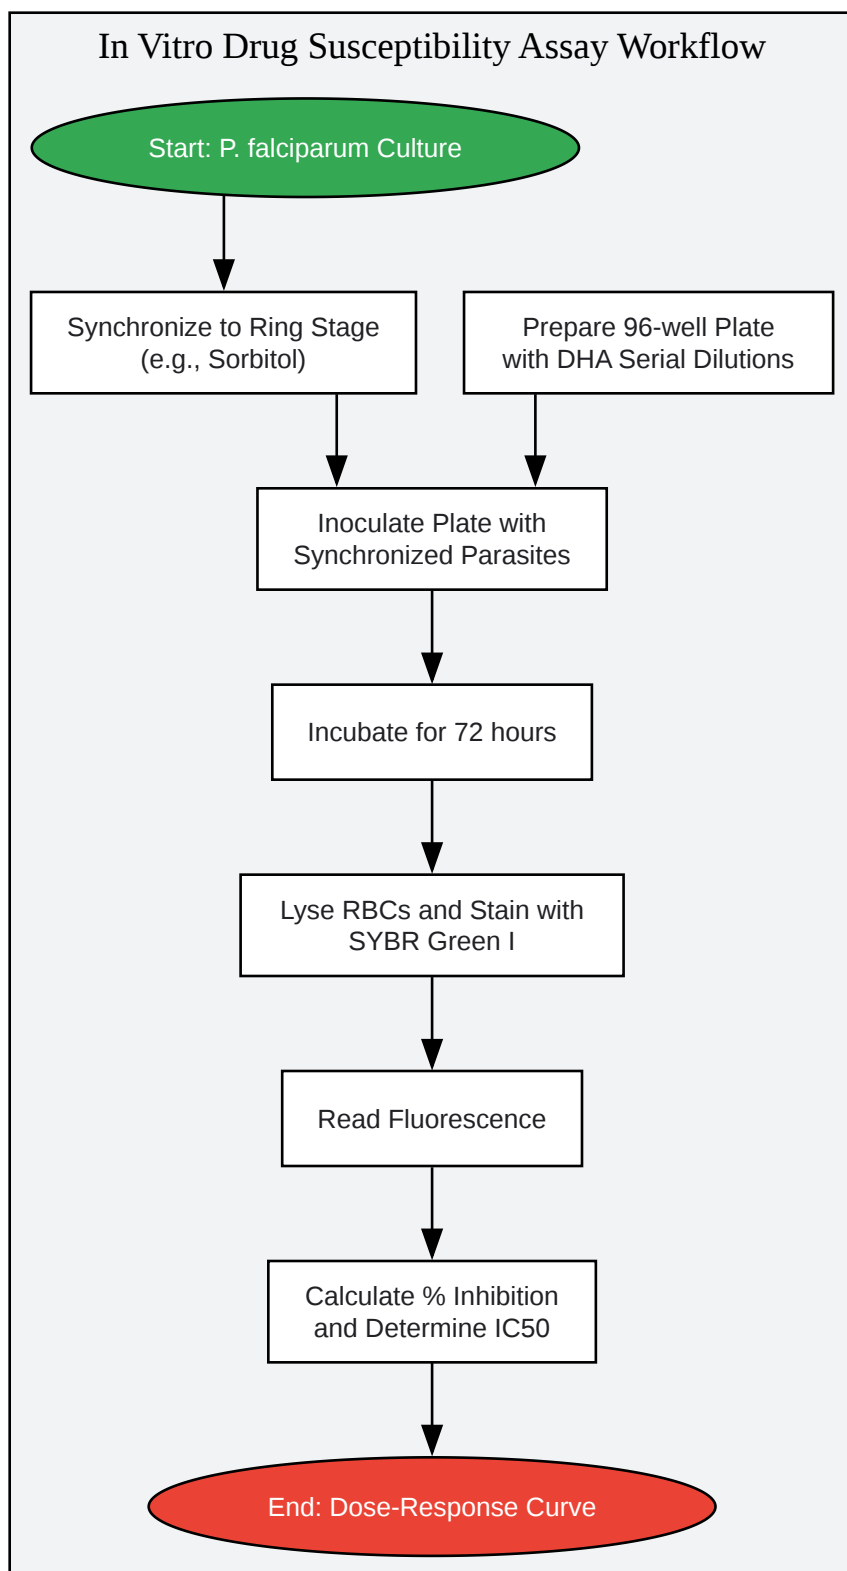 In Vitro Drug Susceptibility Assay Workflow
Start: P. falciparum Culture
Synchronize to Ring Stage
(e.g., Sorbitol)
Prepare 96-well Plate
with DHA Serial Dilutions
Inoculate Plate with
Synchronized Parasites
Incubate for 72 hours
Lyse RBCs and Stain with
SYBR Green I
Read Fluorescence
Calculate % Inhibition
and Determine IC50
End: Dose-Response Curve